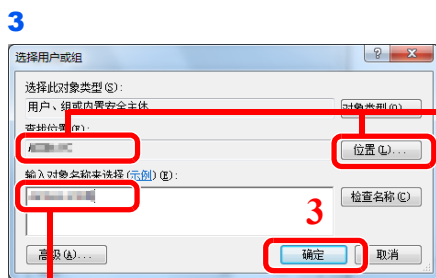 3
选择用户或组
选择此对象类型(S):
用户、组或内置安全主体
对象类型(O)...
查找位置(F):
位置(L)...
输入对象名称来选择(示例)(E):
检查名称(C)
3
高级(A)...
确定
取消